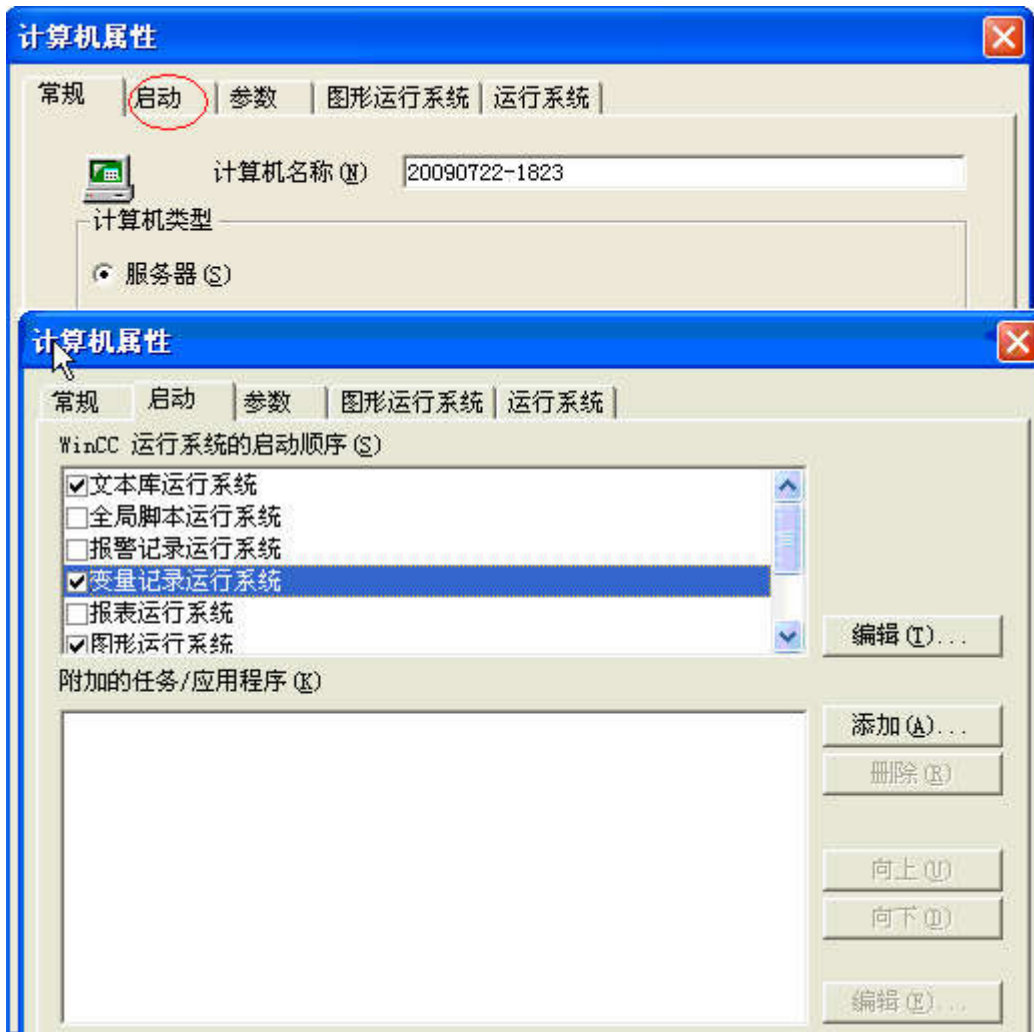 计算机属性
常规 启动 参数 图形运行系统 运行系统
计算机名称(N) 20090722-1823
计算机类型
服务器(S)
计算机属性
常规 启动 参数 图形运行系统 运行系统
WinCC 运行系统的启动顺序(S)
文本库运行系统
全局脚本运行系统
报警记录运行系统
变量记录运行系统
报表运行系统
图形运行系统
编辑(T)...
附加的任务/应用程序(K)
添加(A)...
删除(R)
向上(U)
向下(D)
编辑(E)...